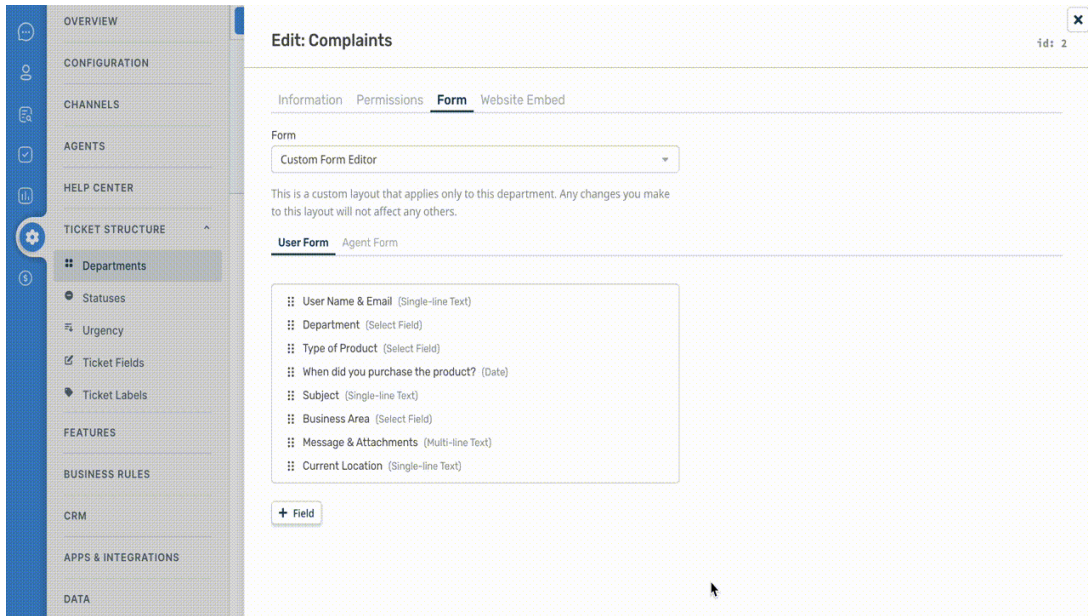 OVERVIEW
CONFIGURATION
CHANNELS
AGENTS
HELP CENTER
TICKET STRUCTURE
Departments
Statuses
Urgency
Ticket Fields
Ticket Labels
FEATURES
BUSINESS RULES
CRM
APPS & INTEGRATIONS
DATA
Edit: Complaints
id: 2
Information Permissions Form Website Embed
Form
Custom Form Editor
This is a custom layout that applies only to this department. Any changes you make
to this layout will not affect any others.
User Form Agent Form
User Name & Email (Single-line Text)
Department (Select Field)
Type of Product (Select Field)
When did you purchase the product? (Date)
Subject (Single-line Text)
Business Area (Select Field)
Message & Attachments (Multi-line Text)
Current Location (Single-line Text)
+ Field